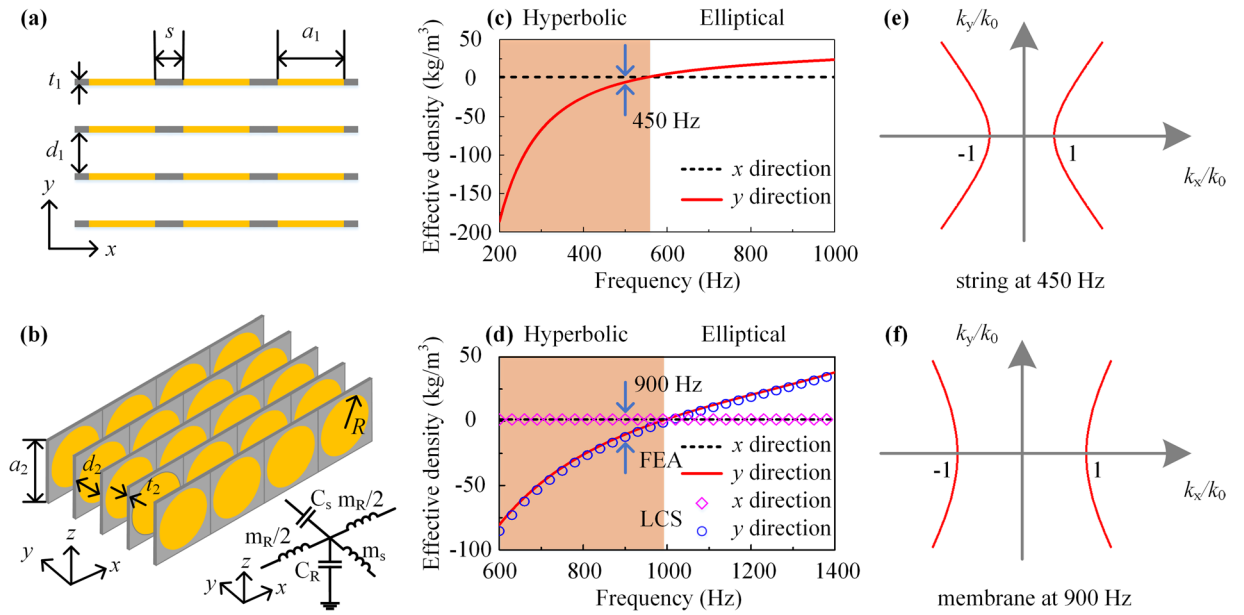 (a)
s
a1
t1
d1
y
x
(c)
Hyperbolic Elliptical
Effective density (kg/m³)
50
0
-50
-100
-150
-200
450 Hz
x direction
y direction
200 400 600 800 1000
Frequency (Hz)
(e)
ky/k0
-1 1
kx/k0
string at 450 Hz
(b)
a2
d2
t2
R
y z x
Cs mR/2
mR/2
ms
CR
y z x
(d)
Hyperbolic Elliptical
Effective density (kg/m³)
50
0
-50
-100
900 Hz
x direction
FEA
y direction
x direction
LCS
y direction
600 800 1000 1200 1400
Frequency (Hz)
(f)
ky/k0
-1 1
kx/k0
membrane at 900 Hz